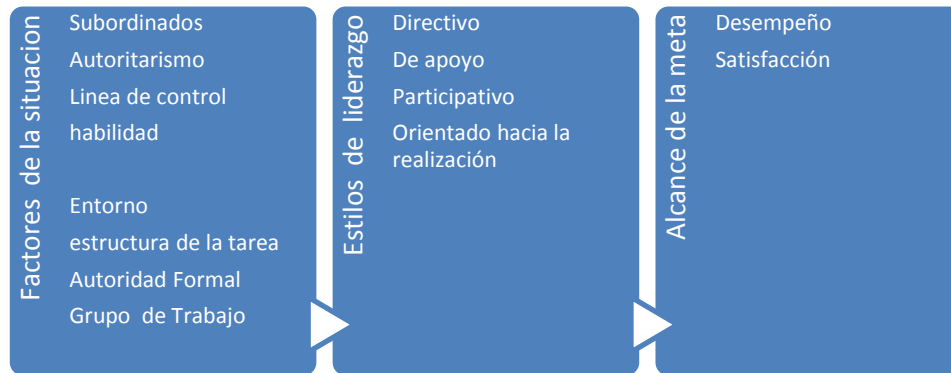 Factores de la situacion
Subordinados
Autoritarismo
Linea de control
habilidad
Entorno
estructura de la tarea
Autoridad Formal
Grupo de Trabajo
Estilos de liderazgo
Directivo
De apoyo
Participativo
Orientado hacia la
realización
Alcance de la meta
Desempeño
Satisfacción